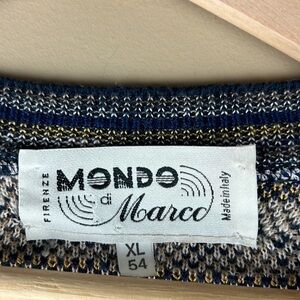 FIRENZE
MONDO
di
Marco
Made in Italy
XL
54